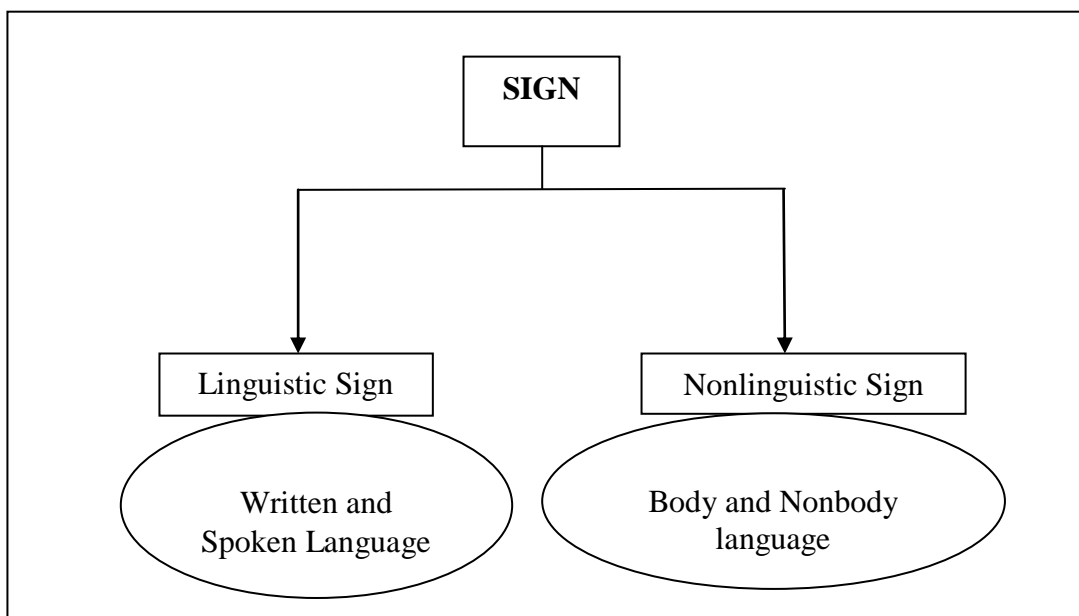 SIGN
Linguistic Sign
Nonlinguistic Sign
Written and
Spoken Language
Body and Nonbody
language